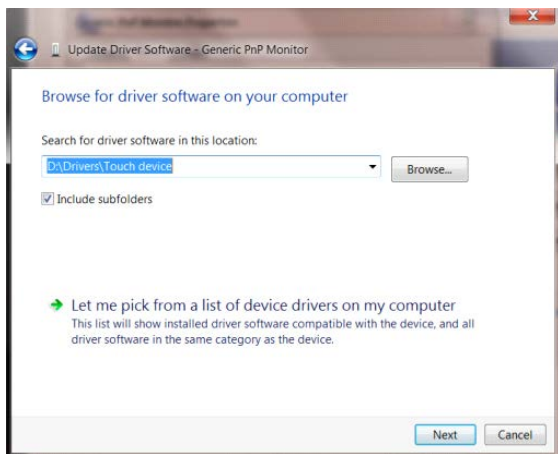 Update Driver Software - Generic PnP Monitor
Browse for driver software on your computer
Search for driver software in this location:
D:\Drivers\Touch device
Browse...
Include subfolders
Let me pick from a list of device drivers on my computer
This list will show installed driver software compatible with the device, and all
driver software in the same category as the device.
Next
Cancel